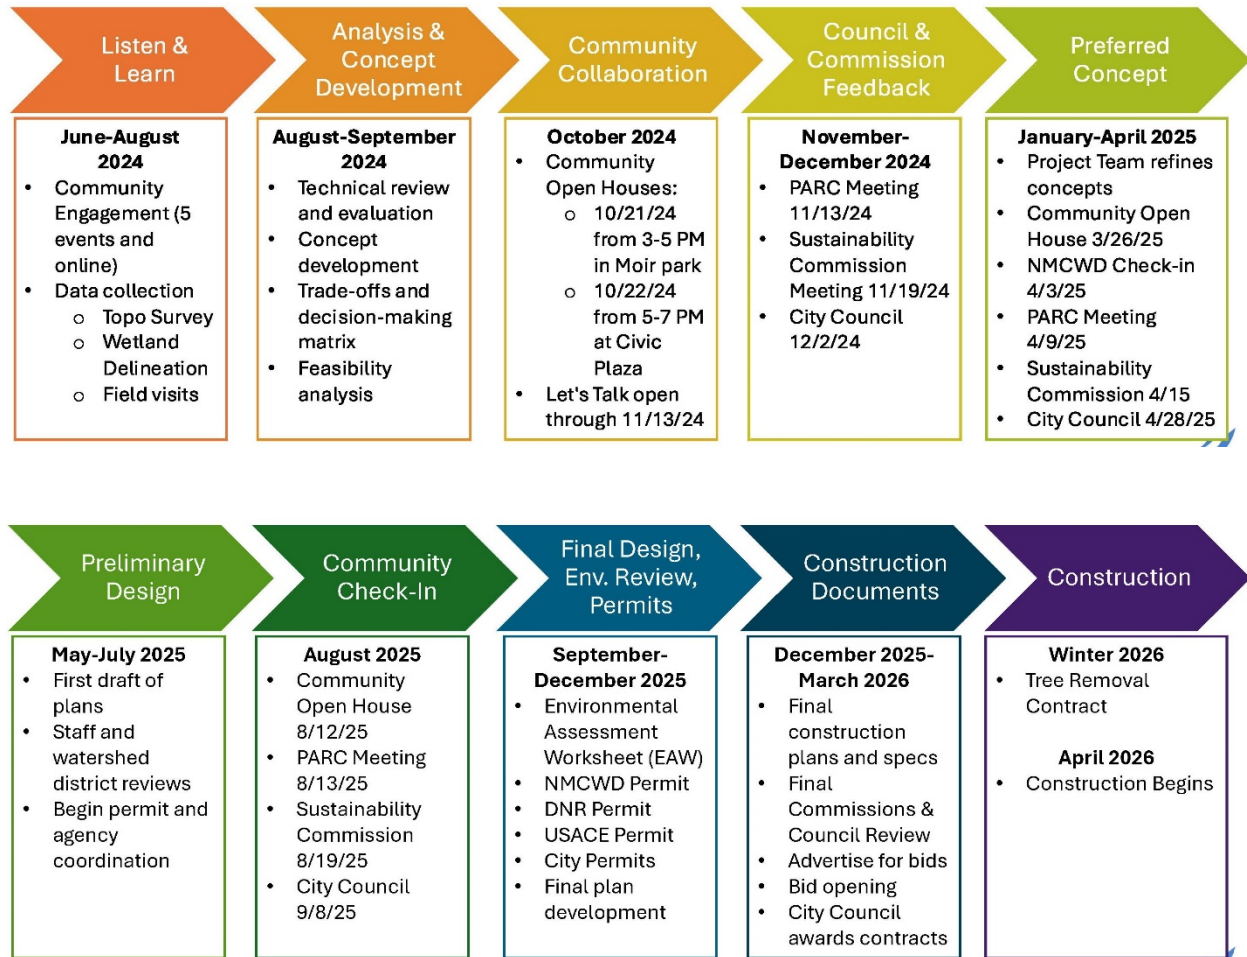 Listen &
Learn
June-August
2024
• Community
Engagement (5
events and
online)
• Data collection
o Topo Survey
o Wetland
Delineation
o Field visits
Analysis &
Concept
Development
August-September
2024
• Technical review
and evaluation
• Concept
development
• Trade-offs and
decision-making
matrix
• Feasibility
analysis
Community
Collaboration
October 2024
• Community
Open Houses:
o 10/21/24
from 3-5 PM
in Moir park
o 10/22/24
from 5-7 PM
at Civic
Plaza
• Let's Talk open
through 11/13/24
Council &
Commission
Feedback
November-
December 2024
• PARC Meeting
11/13/24
• Sustainability
Commission
Meeting 11/19/24
• City Council
12/2/24
Preferred
Concept
January-April 2025
• Project Team refines
concepts
• Community Open
House 3/26/25
• NMCWD Check-in
4/3/25
• PARC Meeting
4/9/25
• Sustainability
Commission 4/15
• City Council 4/28/25
Preliminary
Design
May-July 2025
• First draft of
plans
• Staff and
watershed
district reviews
• Begin permit and
agency
coordination
Community
Check-In
August 2025
• Community
Open House
8/12/25
• PARC Meeting
8/13/25
• Sustainability
Commission
8/19/25
• City Council
9/8/25
Final Design,
Env. Review,
Permits
September-
December 2025
• Environmental
Assessment
Worksheet (EAW)
• NMCWD Permit
• DNR Permit
• USACE Permit
• City Permits
• Final plan
development
Construction
Documents
December 2025-
March 2026
• Final
construction
plans and specs
• Final
Commissions &
Council Review
• Advertise for bids
• Bid opening
• City Council
awards contracts
Construction
Winter 2026
• Tree Removal
Contract
April 2026
• Construction Begins